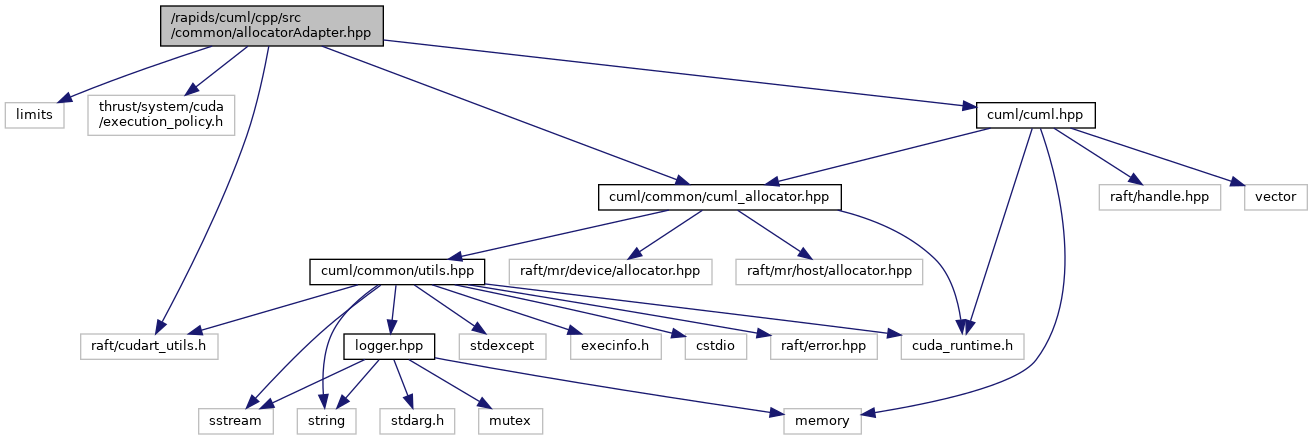 /rapids/cuml/cpp/src
/common/allocatorAdapter.hpp
limits
thrust/system/cuda
/execution_policy.h
cuml/cuml.hpp
cuml/common/cuml_allocator.hpp
raft/handle.hpp
vector
cuml/common/utils.hpp
raft/mr/device/allocator.hpp
raft/mr/host/allocator.hpp
raft/cudart_utils.h
logger.hpp
stdexcept
execinfo.h
cstdio
raft/error.hpp
cuda_runtime.h
sstream
string
stdarg.h
mutex
memory